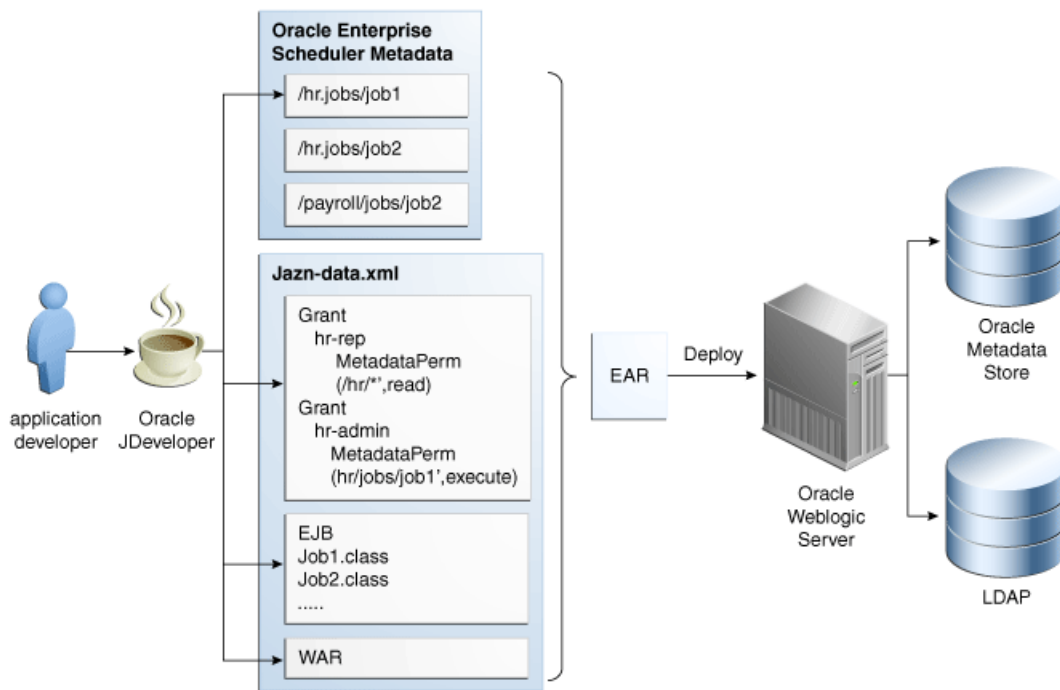 Oracle Enterprise
Scheduler Metadata
/hr.jobs/job1
/hr.jobs/job2
/payroll/jobs/job2
Jazn-data.xml
Grant
hr-rep
MetadataPerm
(/hr/*’,read)
Grant
hr-admin
MetadataPerm
(hr/jobs/job1’,execute)
EJB
Job1.class
Job2.class
.....
WAR
application
developer
Oracle
JDeveloper
EAR
Deploy
Oracle
Weblogic
Server
Oracle
Metadata
Store
LDAP